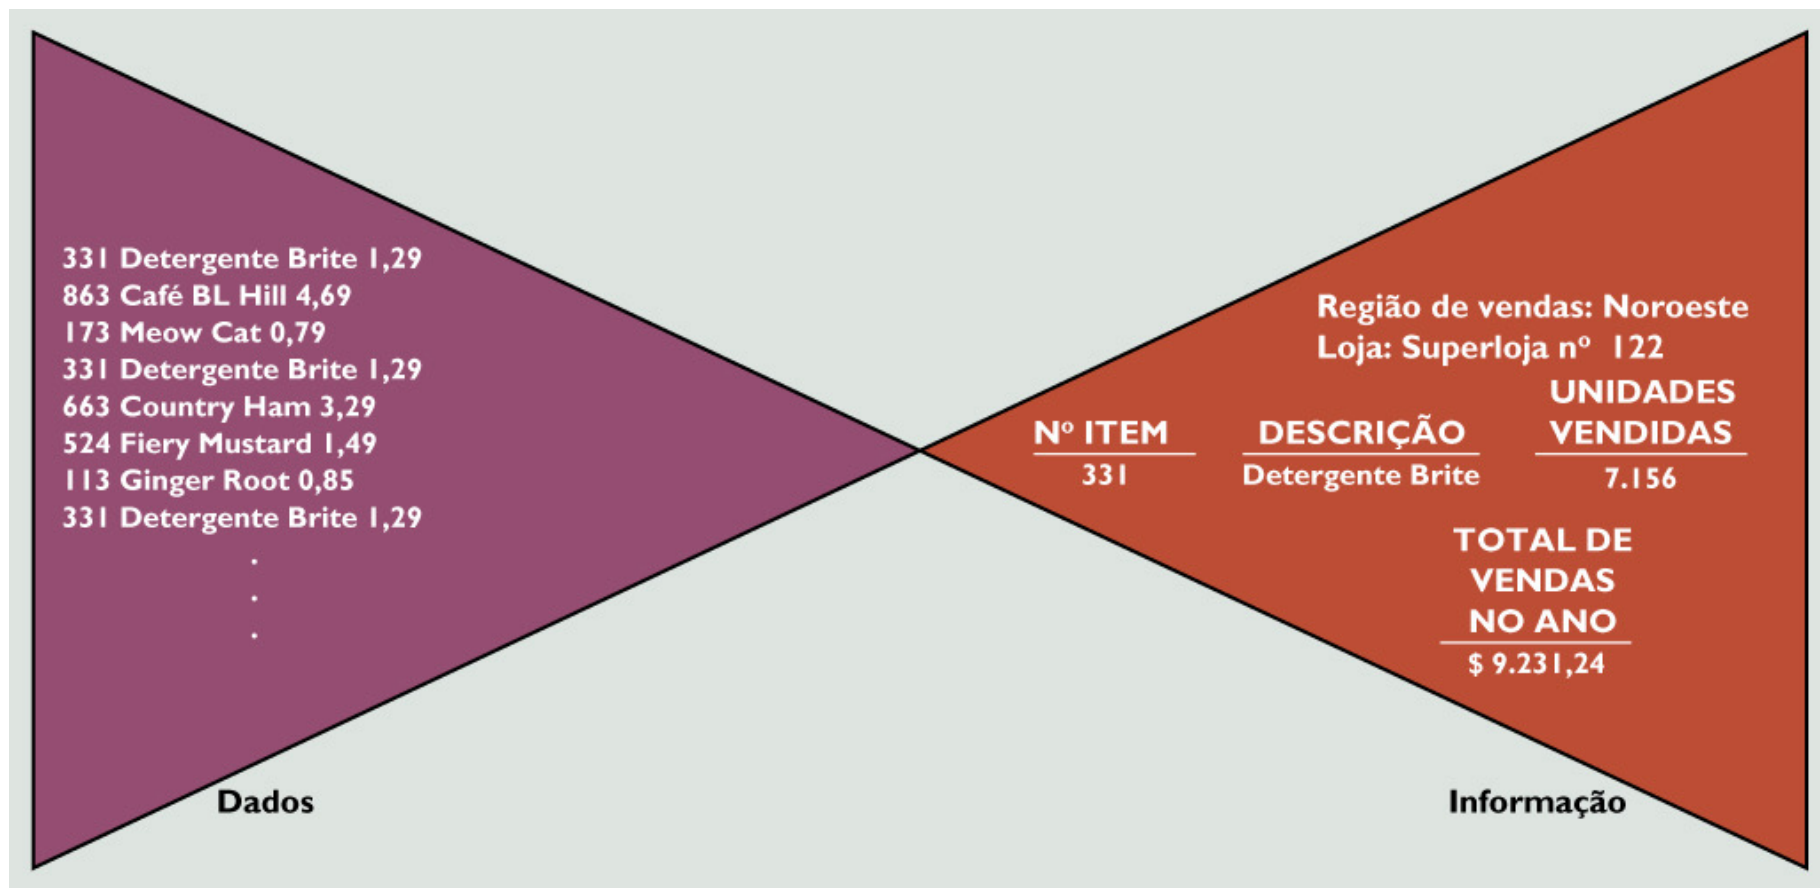 331 Detergente Brite 1,29
863 Café BL Hill 4,69
173 Meow Cat 0,79
331 Detergente Brite 1,29
663 Country Ham 3,29
524 Fiery Mustard 1,49
113 Ginger Root 0,85
331 Detergente Brite 1,29
.
.
.
Dados
Região de vendas: Noroeste
Loja: Superloja nº 122
Nº ITEM
331
DESCRIÇÃO
Detergente Brite
UNIDADES
VENDIDAS
7.156
TOTAL DE
VENDAS
NO ANO
$ 9.231,24
Informação